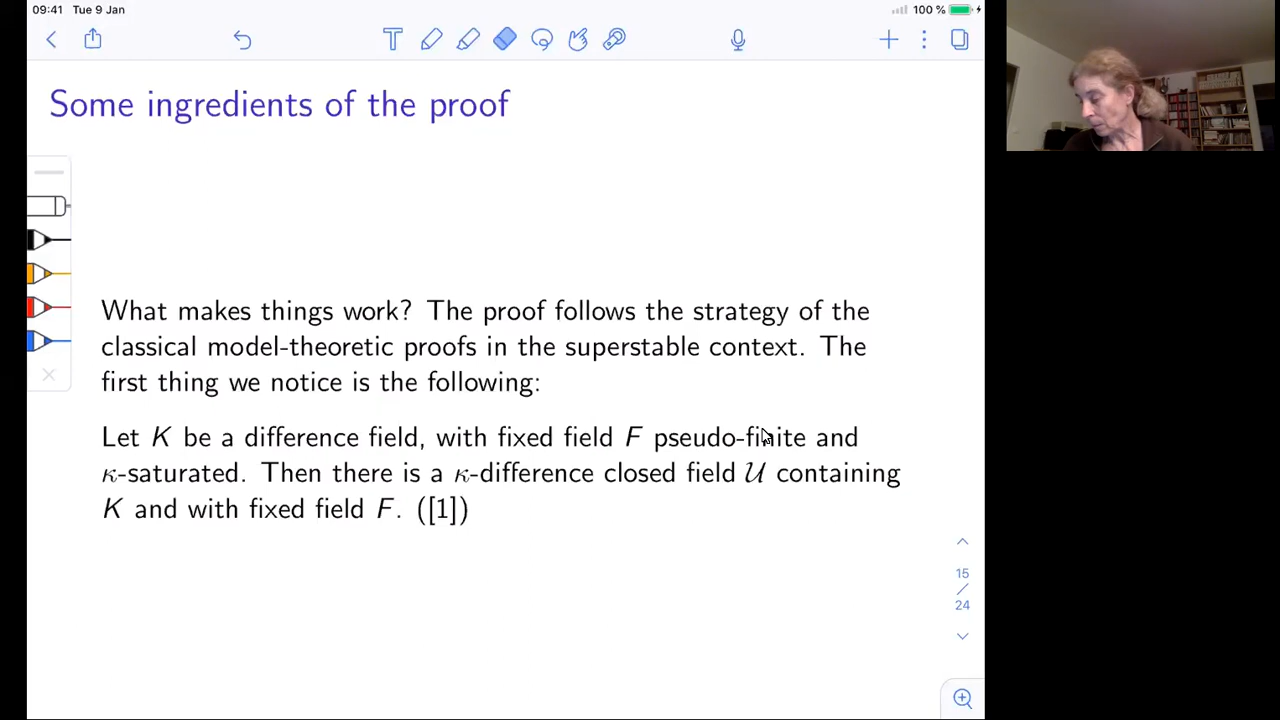 09:41 Tue 9 Jan
100 %
Some ingredients of the proof
What makes things work? The proof follows the strategy of the
classical model-theoretic proofs in the superstable context. The
first thing we notice is the following:
Let K be a difference field, with fixed field F pseudo-finite and
κ-saturated. Then there is a κ-difference closed field 𝒰 containing
K and with fixed field F. ([1])
15
/
24